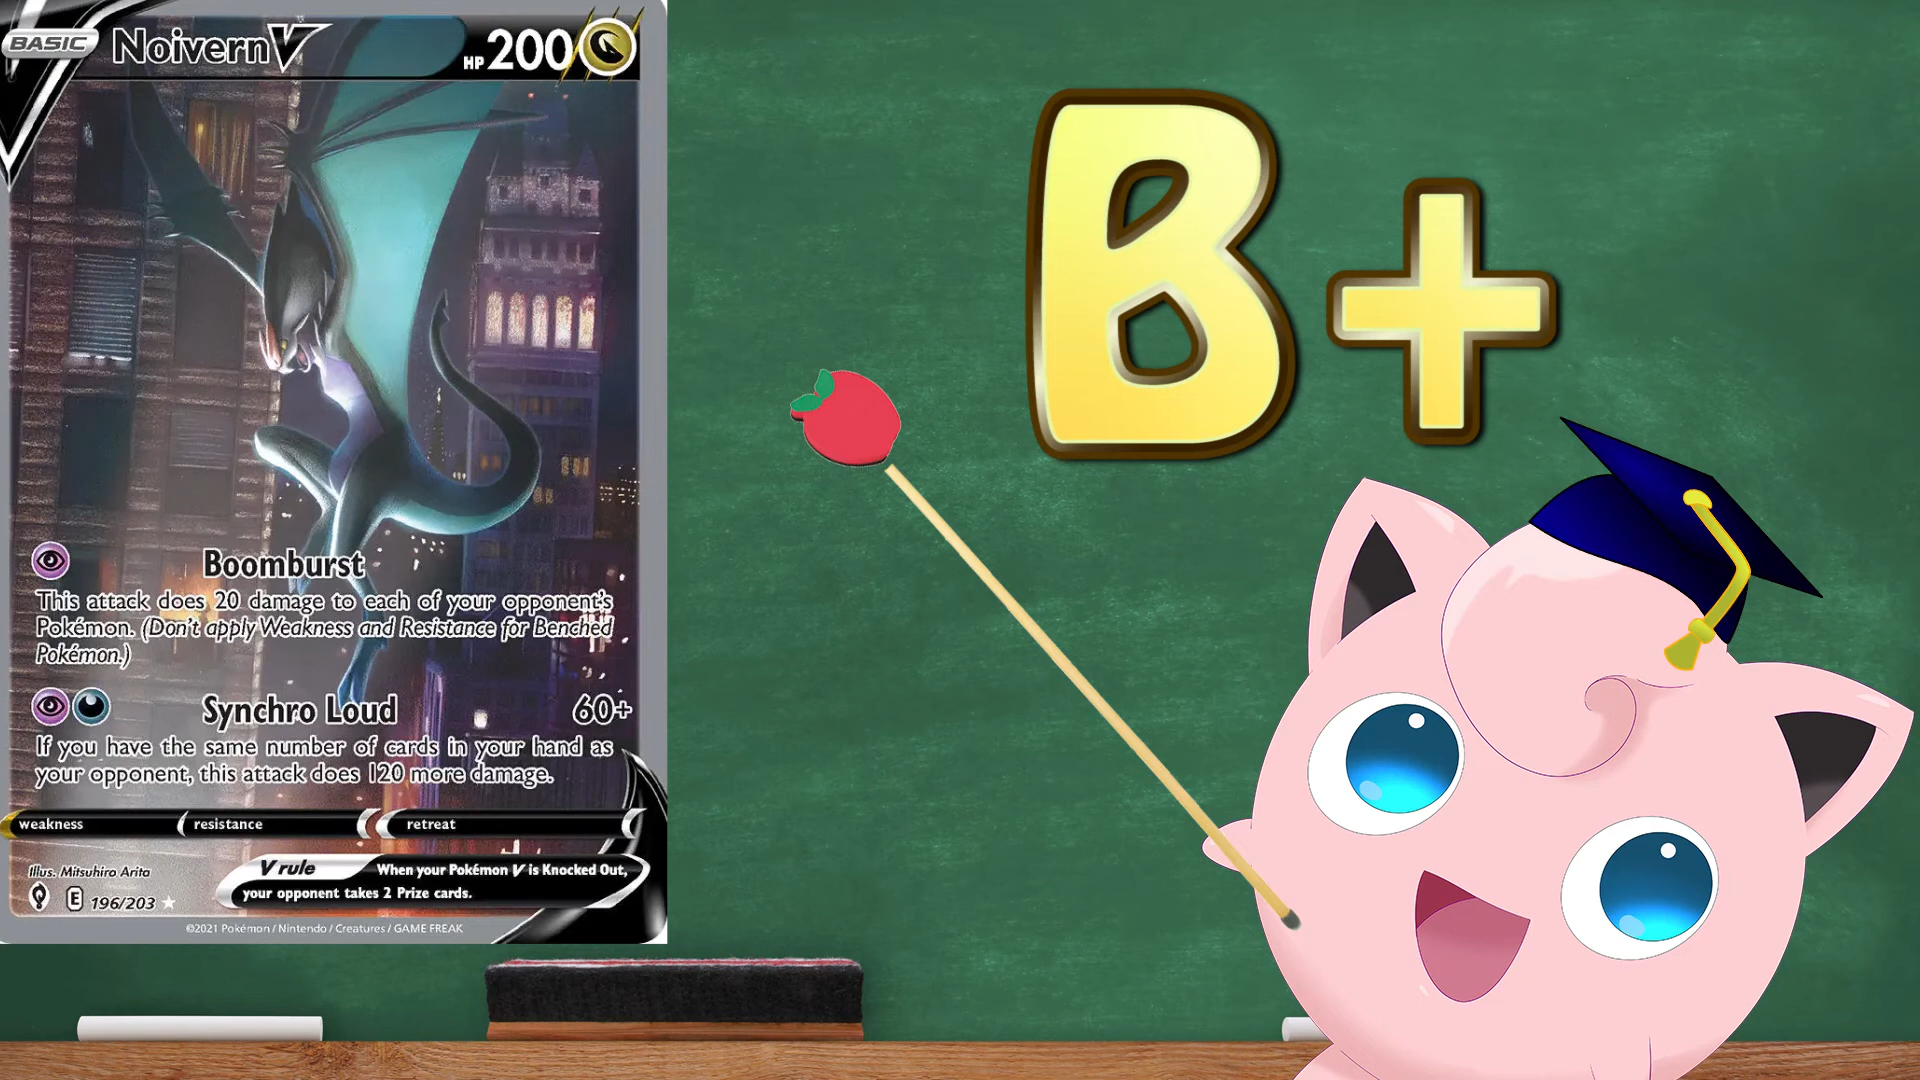 BASIC NoivernV HP 200
B+
Boomburst
This attack does 20 damage to each of your opponent's
Pokémon. (Don't apply Weakness and Resistance for Benched
Pokémon.)
Synchro Loud 60+
If you have the same number of cards in your hand as
your opponent, this attack does 120 more damage.
weakness resistance retreat
V rule When your Pokémon V is Knocked Out,
your opponent takes 2 Prize cards.
Illus. Mitsuhiro Arita
E 196/203
©2021 Pokémon / Nintendo / Creatures / GAME FREAK